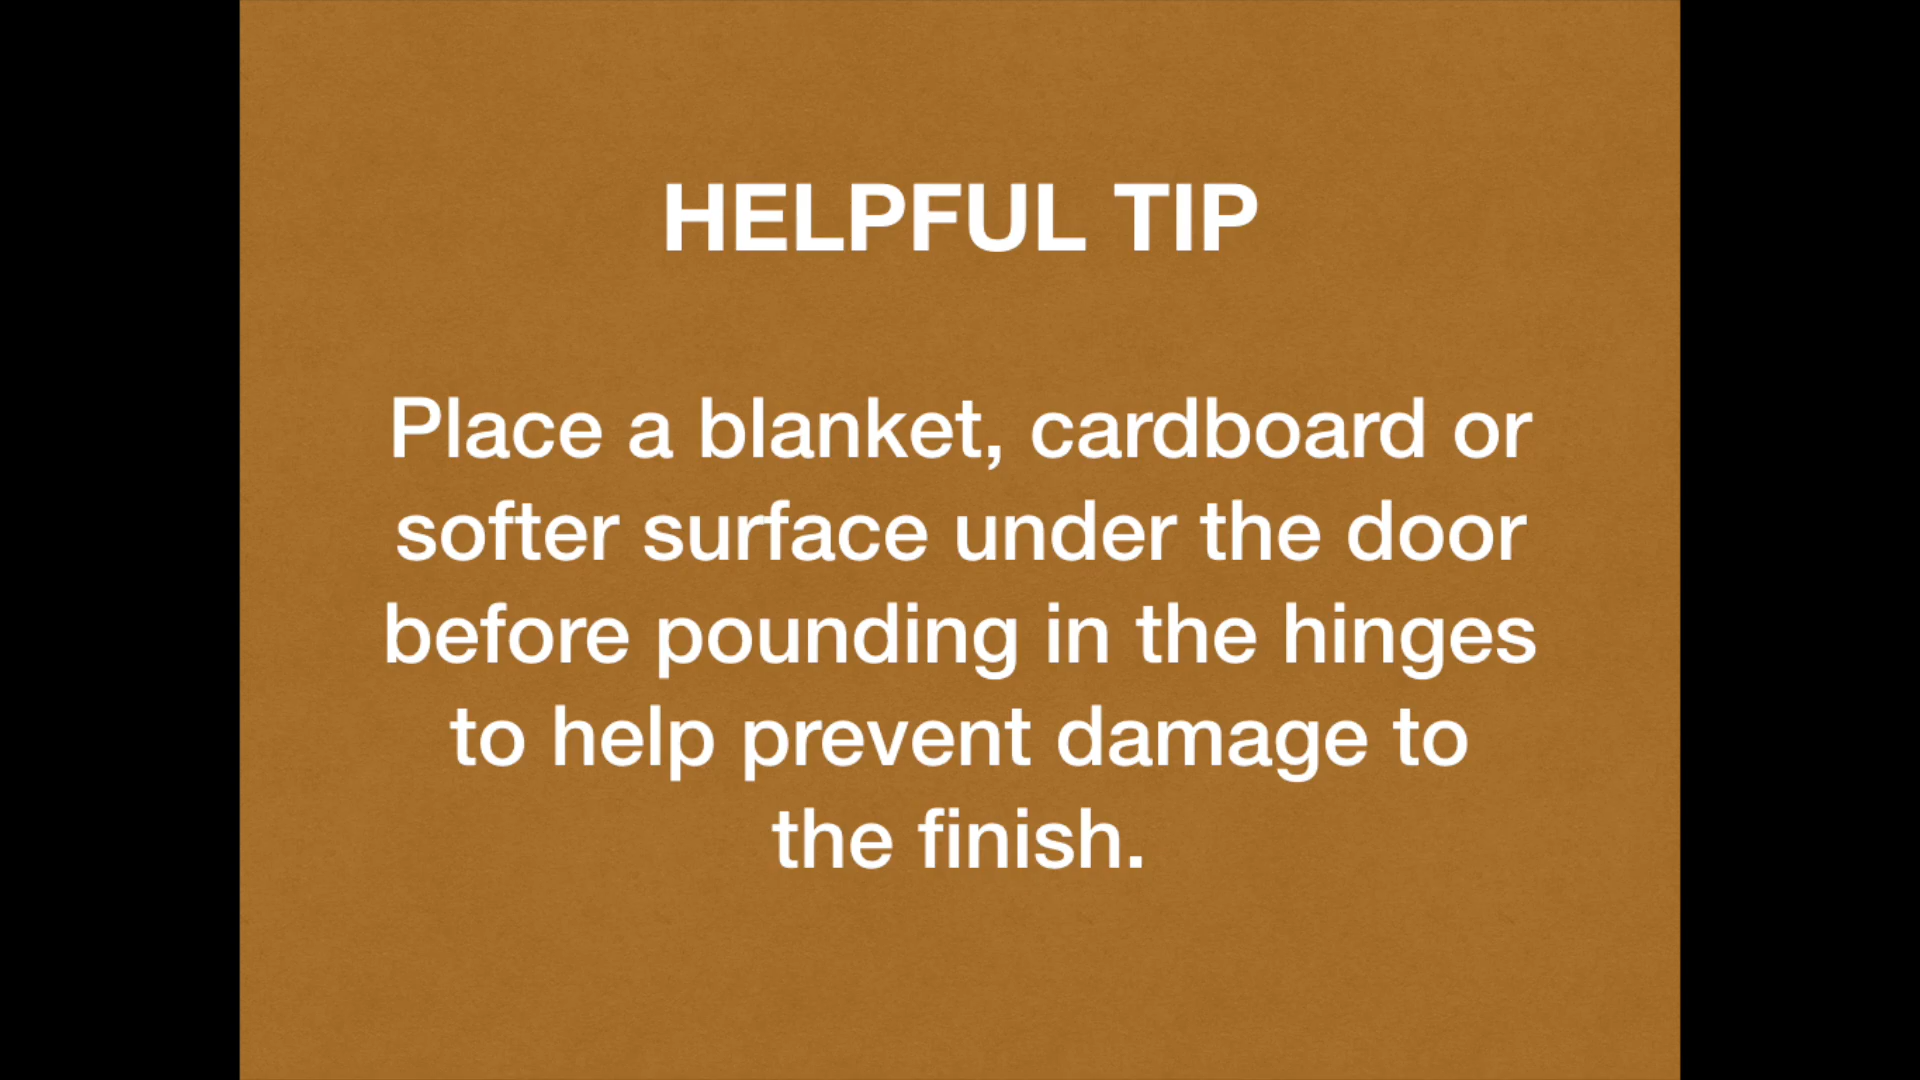 HELPFUL TIP
Place a blanket, cardboard or
softer surface under the door
before pounding in the hinges
to help prevent damage to
the finish.